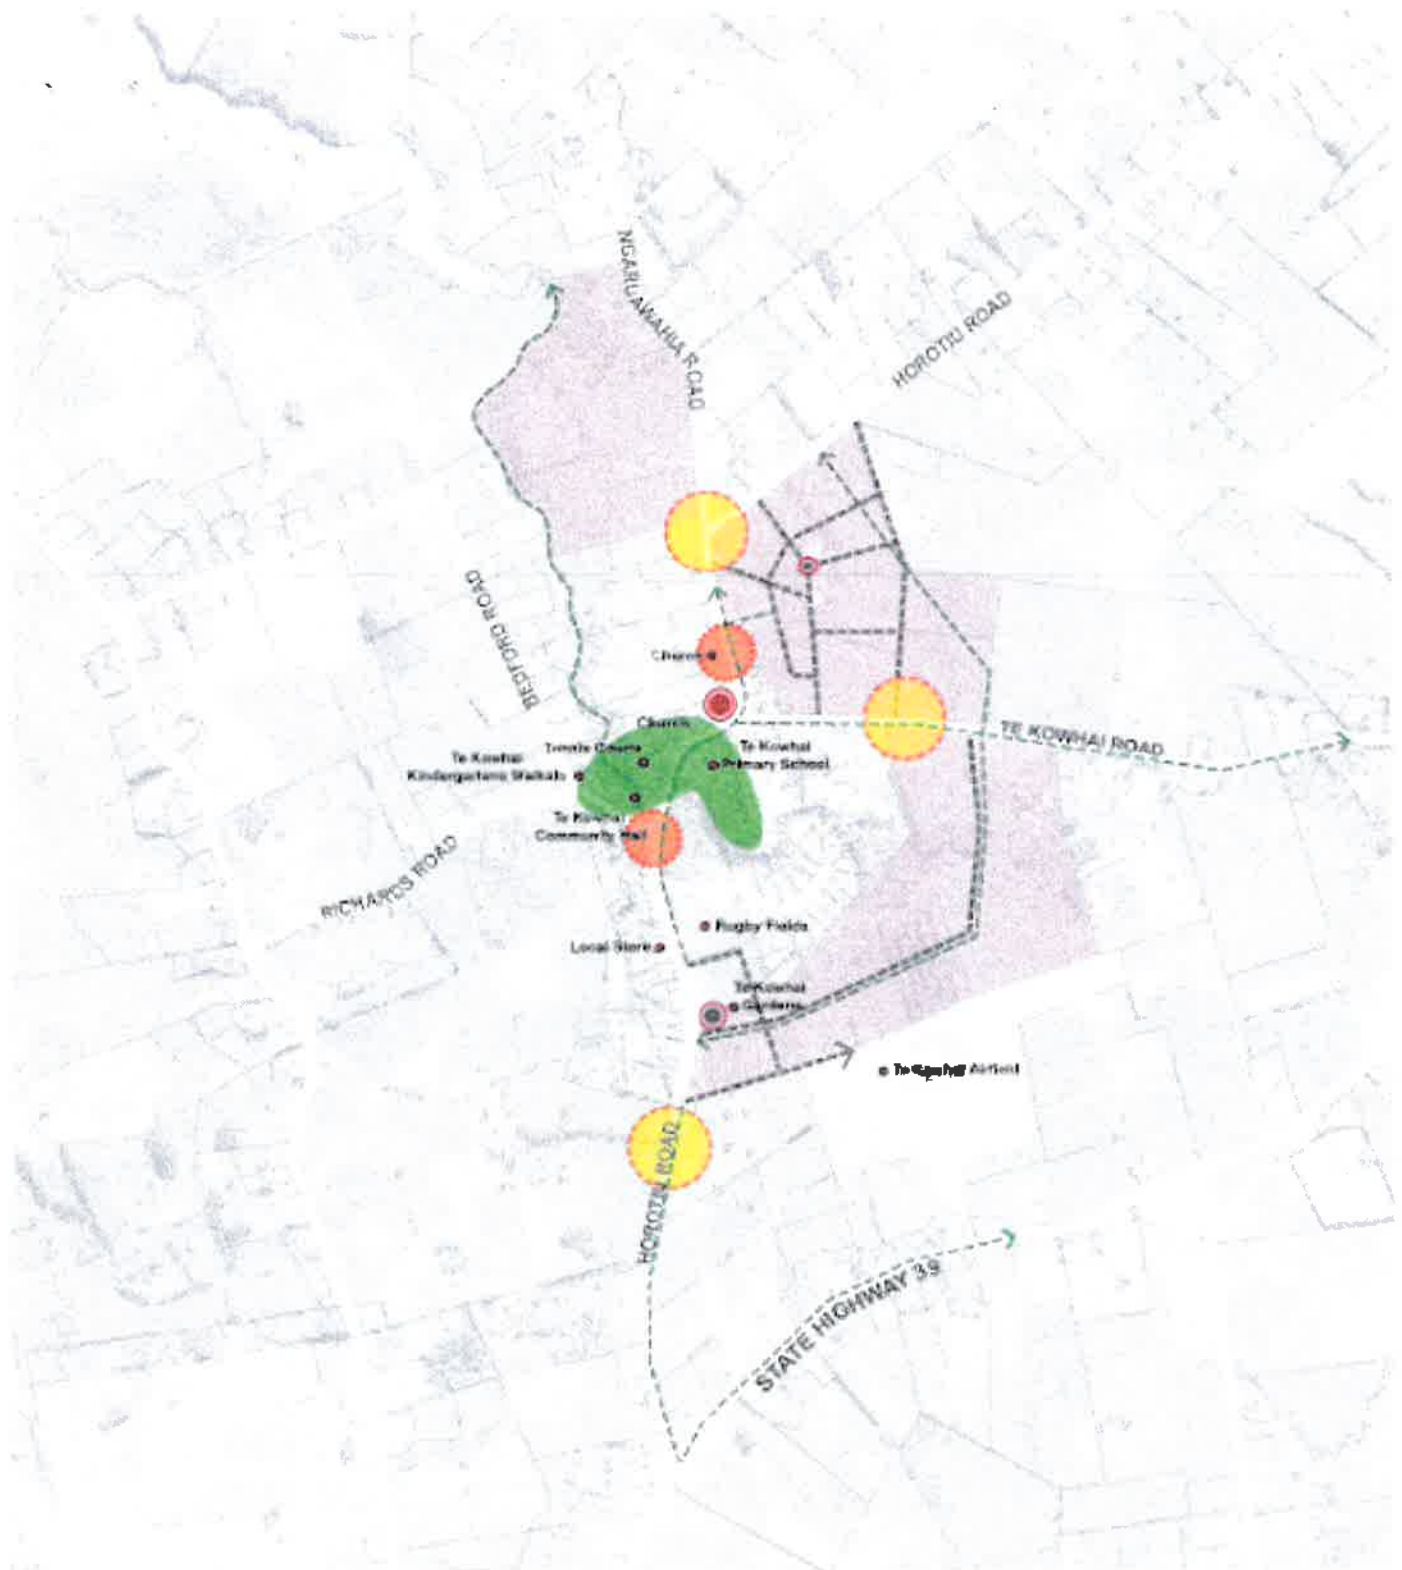 NGARUAWAHIA ROAD
HOROTIU ROAD
BEDFORD ROAD
Church
Church
TE KOWHAI ROAD
Tennis Courts
Te Kowhai
Kindergartens Waikato
Te Kowhai
Primary School
Te Kowhai
Community Hall
RICHARDS ROAD
Rugby Fields
Local Store
Te Kowhai
Gardens
Airfield
HOROTIU ROAD
STATE HIGHWAY 39